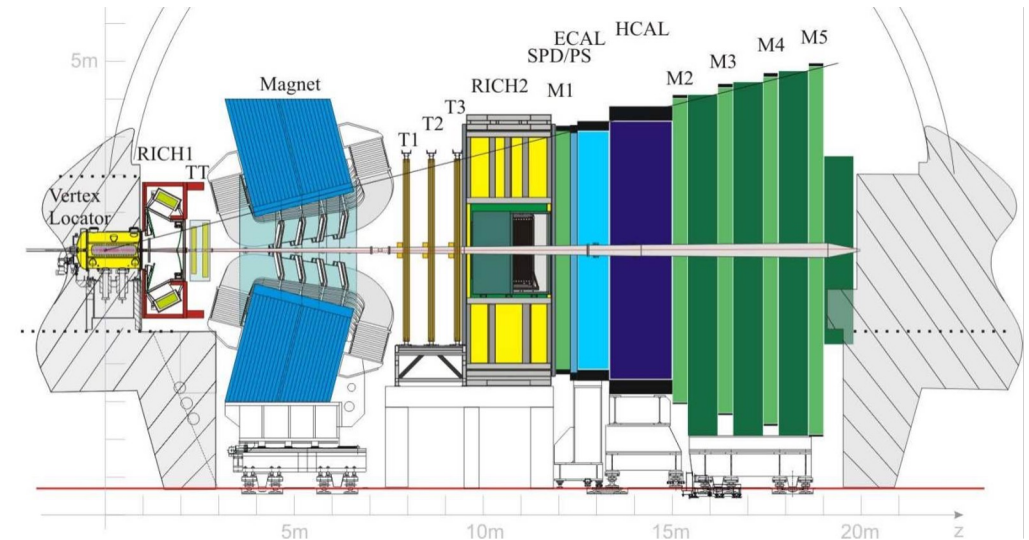 5m
HCAL
ECAL
SPD/PS
M5
M4
M3
M2
Magnet
RICH2
M1
T3
T2
T1
RICH1
TT
Vertex
Locator
5m
10m
15m
20m
z